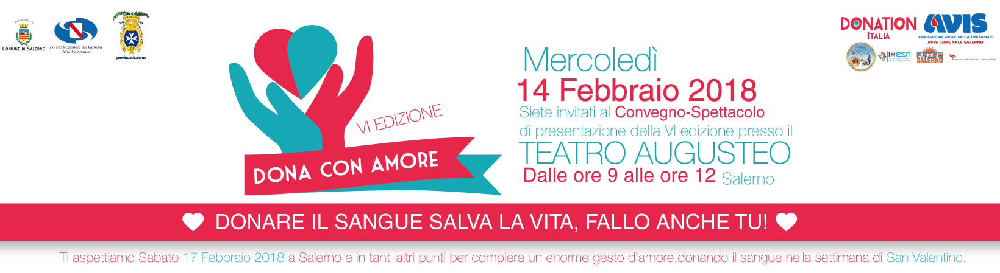 COMUNE DI SALERNO
Forum Regionale dei Giovani
della Campania
provinciadisalerno
DONATION
ITALIA
AVIS
ASSOCIAZIONE VOLONTARI ITALIANI SANGUE
AVIS COMUNALE SALERNO
esn
RETE
GIOVANI
SALERNO
VI EDIZIONE
DONA CON AMORE
Mercoledì
14 Febbraio 2018
Siete invitati al Convegno-Spettacolo
di presentazione della VI edizione presso il
TEATRO AUGUSTEO
Dalle ore 9 alle ore 12 Salerno
DONARE IL SANGUE SALVA LA VITA, FALLO ANCHE TU!
Ti aspettiamo Sabato 17 Febbraio 2018 a Salerno e in tanti altri punti per compiere un enorme gesto d'amore,donando il sangue nella settimana di San Valentino.